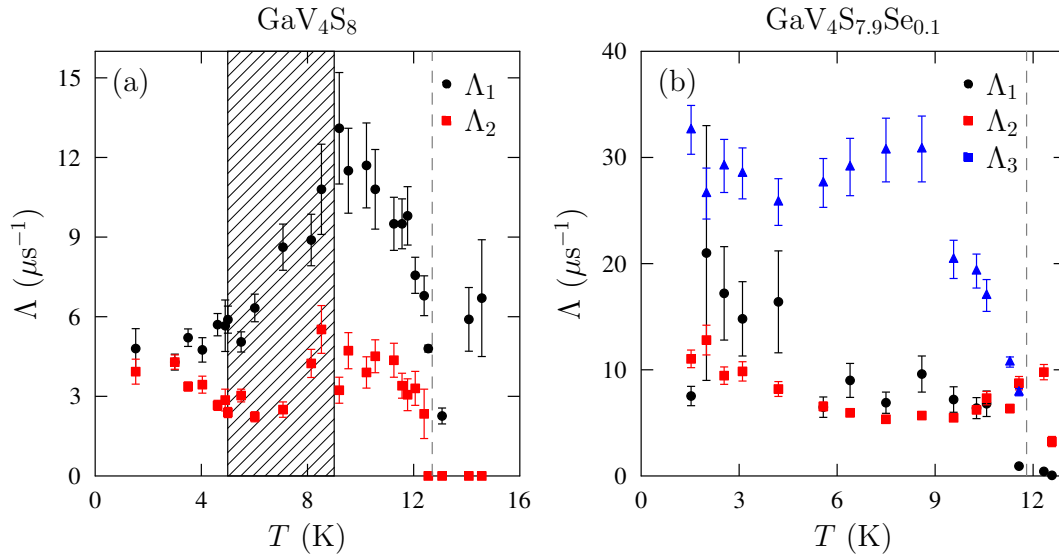 GaV₄S₈
GaV₄S₇.₉Se₀.₁
(a)
Λ₁
Λ₂
15
12
9
6
3
0
Λ (μs⁻¹)
0 4 8 12 16
T (K)
(b)
Λ₁
Λ₂
Λ₃
40
30
20
10
0
Λ (μs⁻¹)
0 3 6 9 12
T (K)